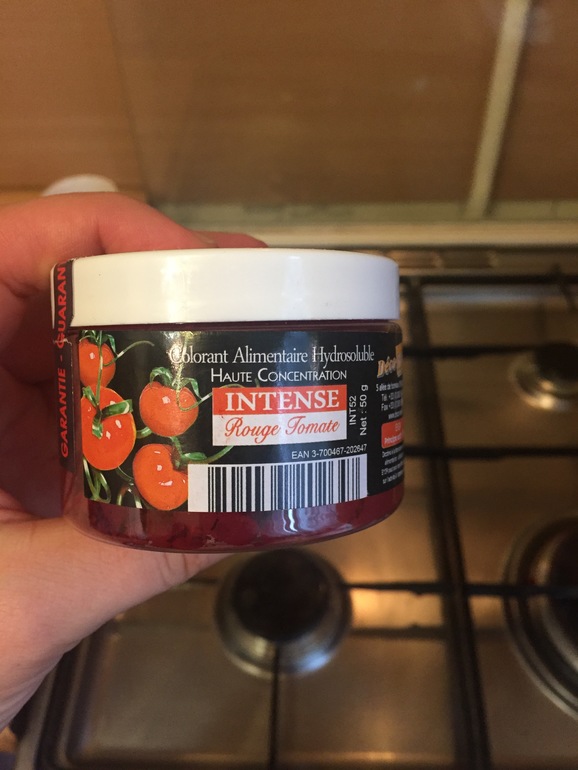 GARANTIE - GUARAN
Colorant Alimentaire Hydrosoluble
HAUTE CONCENTRATION
INTENSE
Rouge Tomate
INT52
Net : 50 g
EAN 3-700467-202647